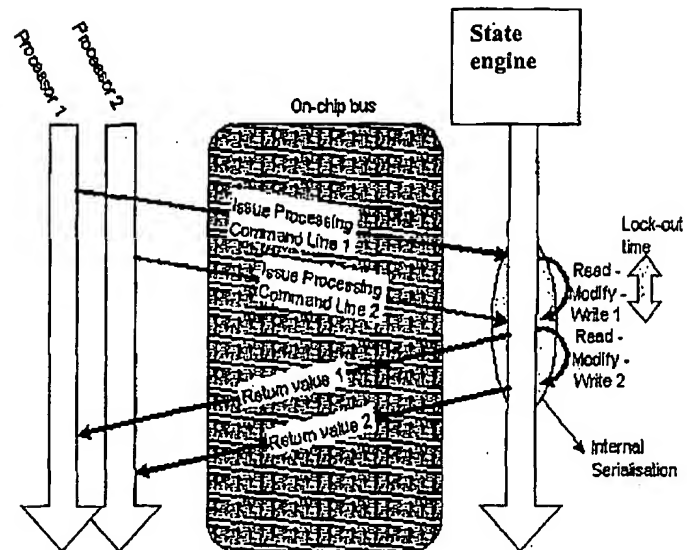 State
engine
Processor 1
Processor 2
On-chip bus
Issue Processing
Command Line 1
Issue Processing
Command Line 2
Lock-out
time
Read -
Modify -
Write 1
Read -
Modify -
Write 2
Return value 1
Return value 2
Internal
Serialisation